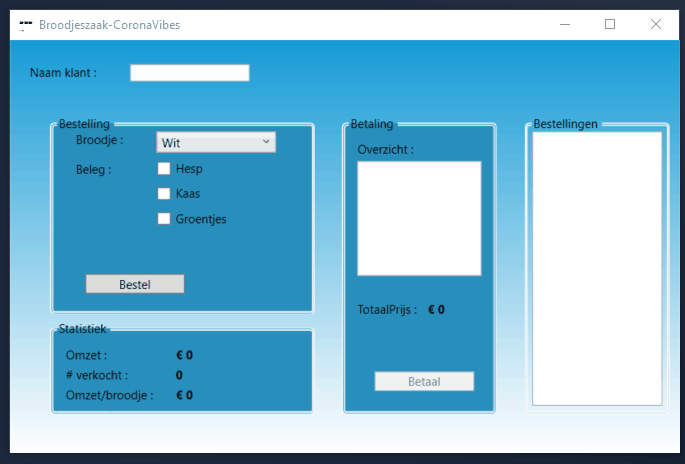 Broodjeszaak-CoronaVibes
Naam klant :
Bestelling
Broodje :
Wit
Beleg :
Hesp
Kaas
Groentjes
Bestel
Statistiek
Omzet :
€ 0
# verkocht :
0
Omzet/broodje :
€ 0
Betaling
Overzicht :
TotaalPrijs :
€ 0
Betaal
Bestellingen